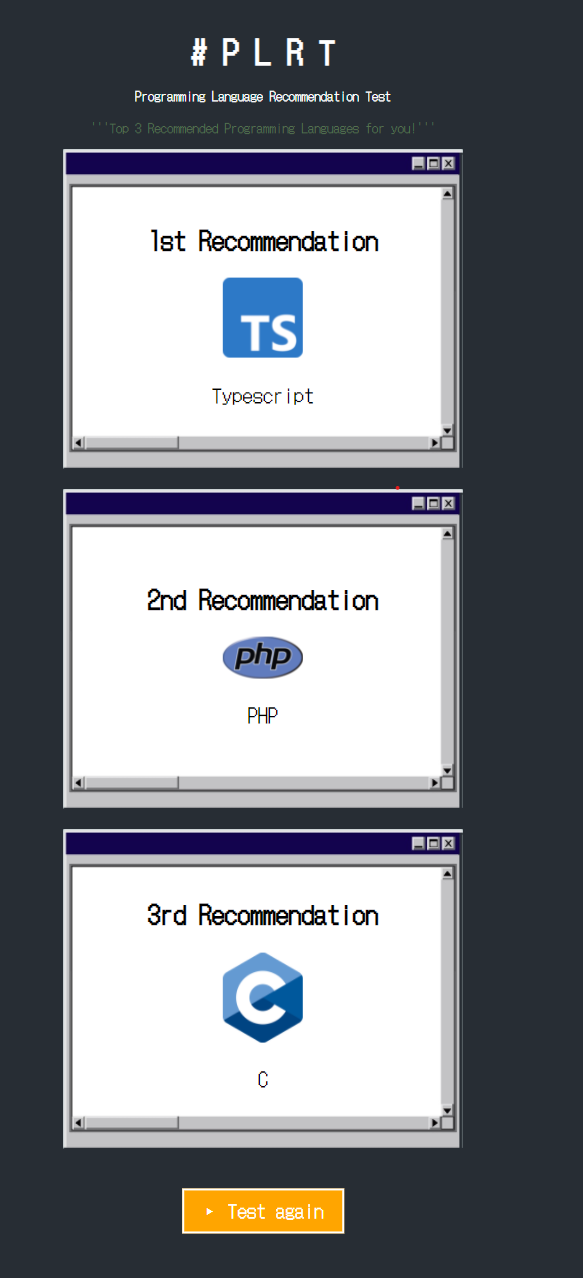 #PLRT
Programming Language Recommendation Test
'''Top 3 Recommended Programming Languages for you!'''
1st Recommendation
TS
Typescript
2nd Recommendation
php
PHP
3rd Recommendation
C
C
▶ Test again